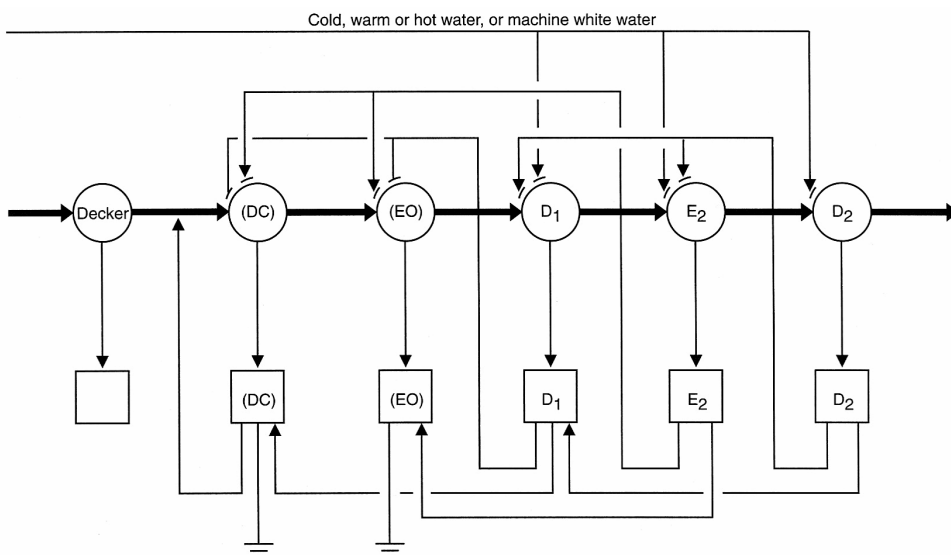 Cold, warm or hot water, or machine white water
Decker
(DC)
(EO)
D1
E2
D2
(DC)
(EO)
D1
E2
D2